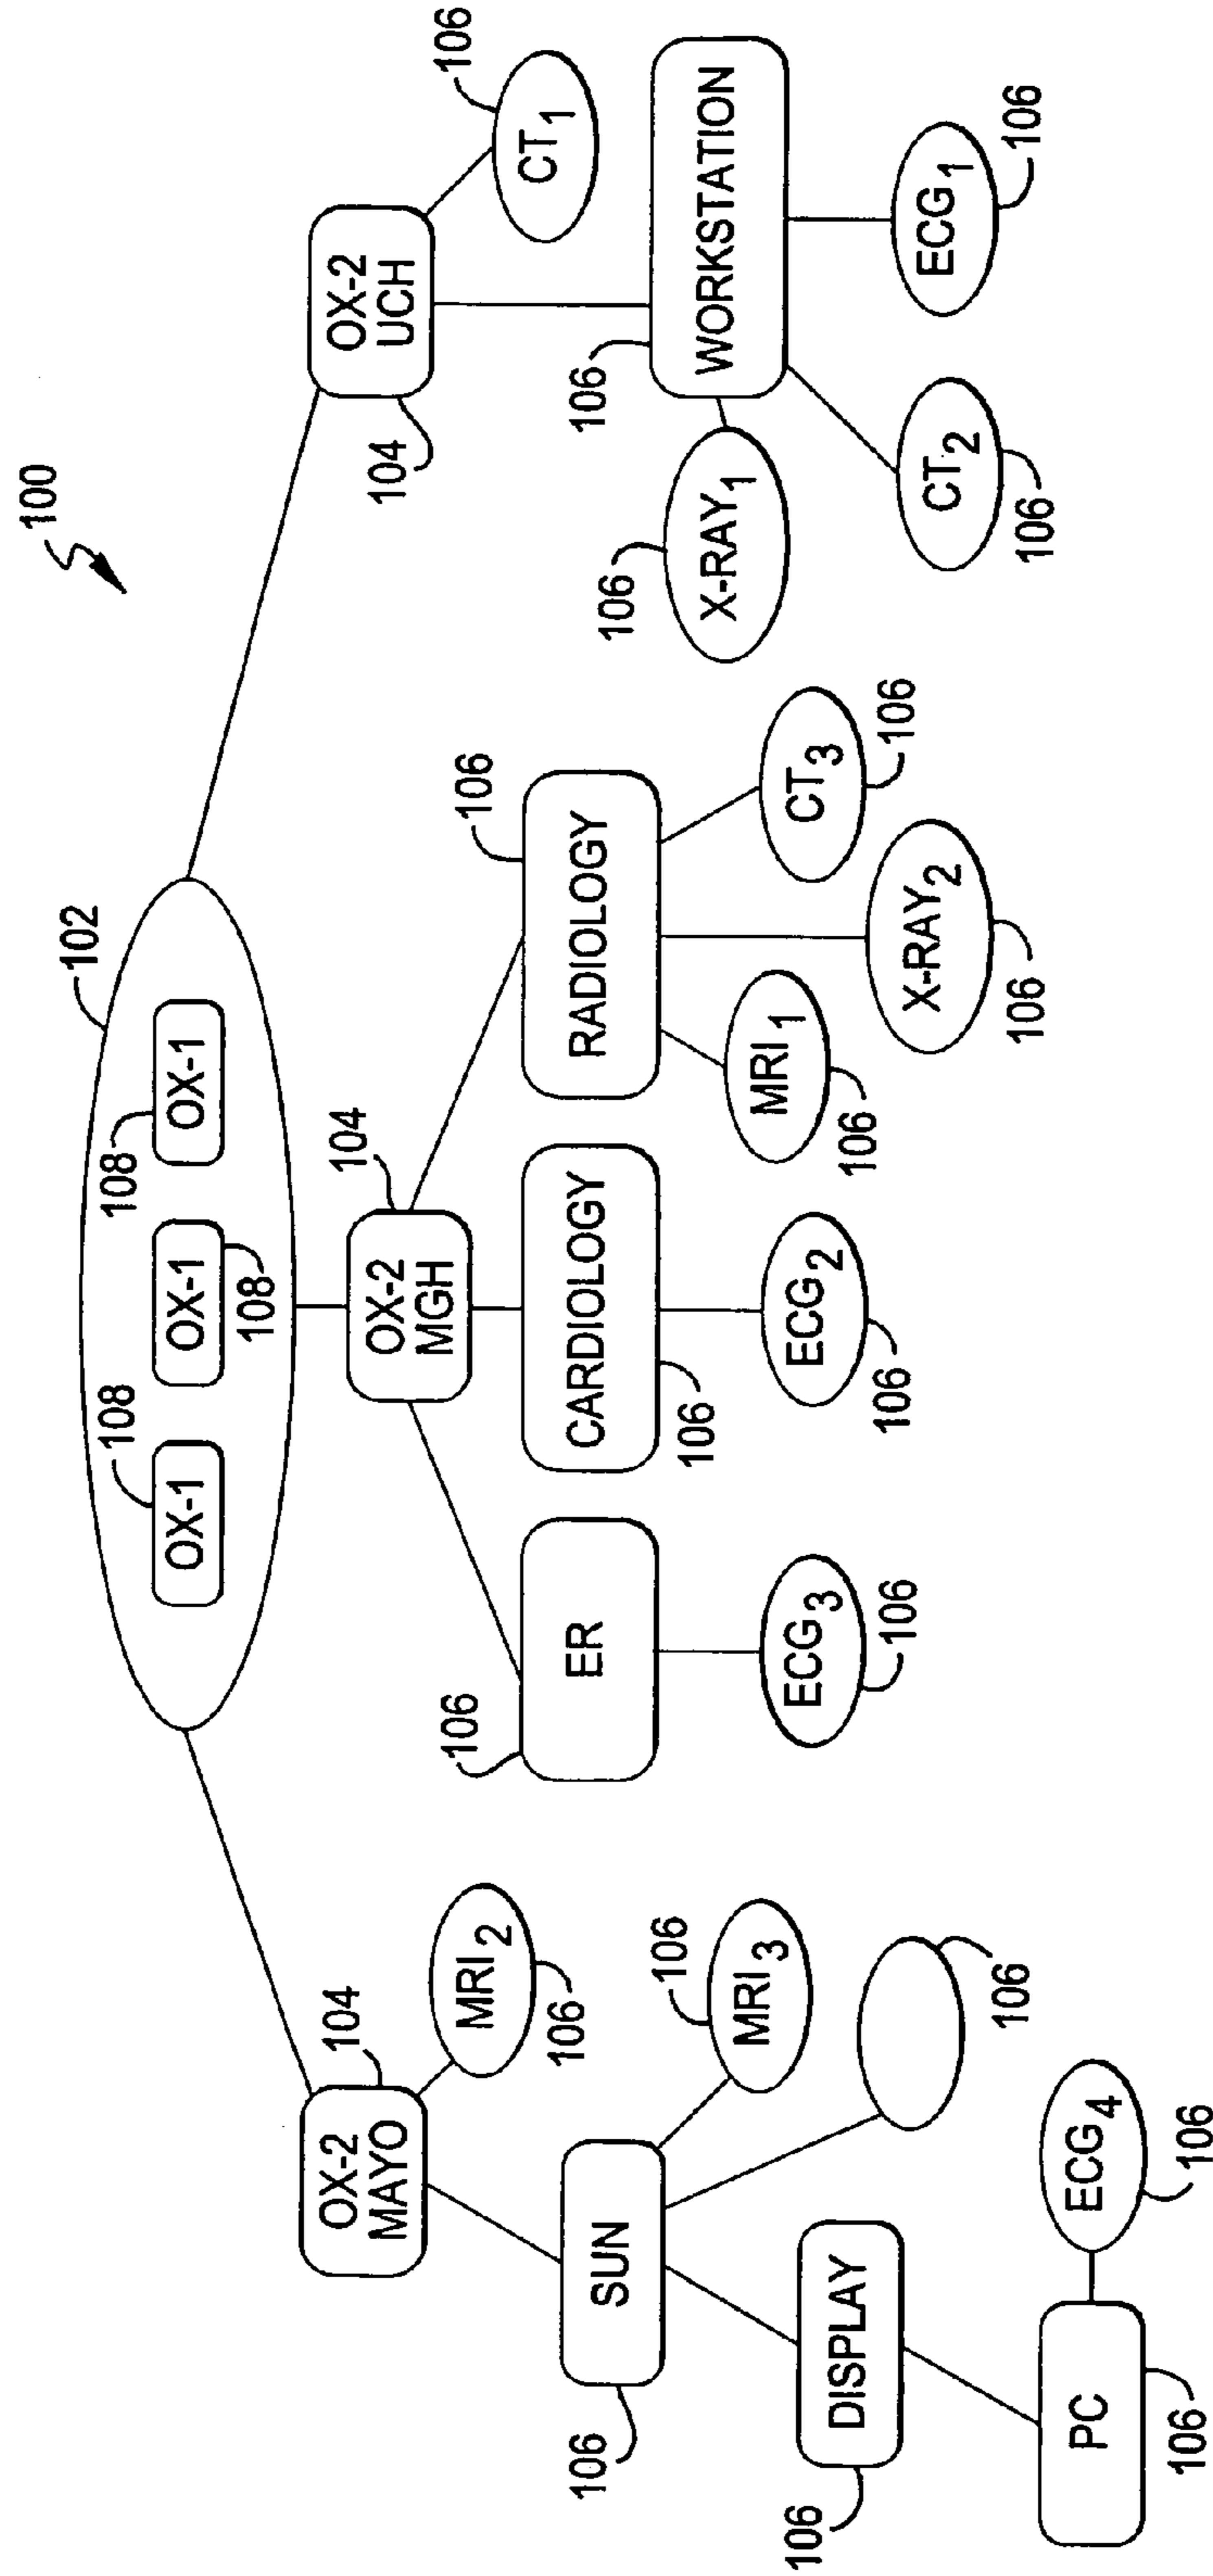 100
102
108
OX-1
OX-1
108
108
OX-1
OX-2
MAYO
104
MRI2
106
SUN
106
MRI3
106
106
DISPLAY
106
PC
106
ECG4
106
OX-2
MGH
104
ER
106
ECG3
106
CARDIOLOGY
106
ECG2
106
RADIOLOGY
106
MRI1
106
X-RAY2
106
CT3
106
OX-2
UCH
104
CT1
106
WORKSTATION
106
X-RAY1
106
CT2
106
ECG1
106